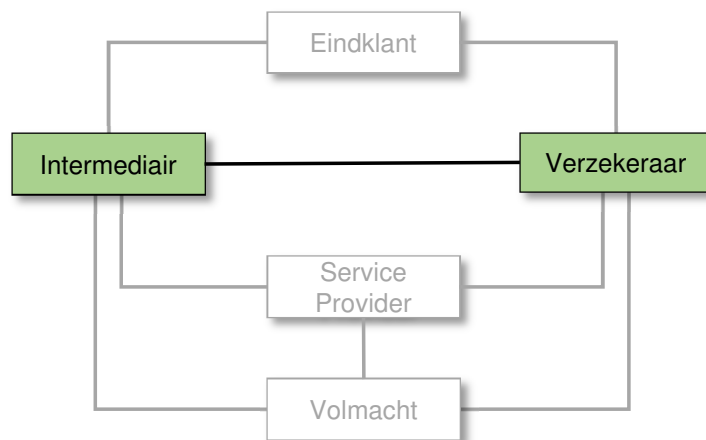 Eindklant
Intermediair
Verzekeraar
Service
Provider
Volmacht